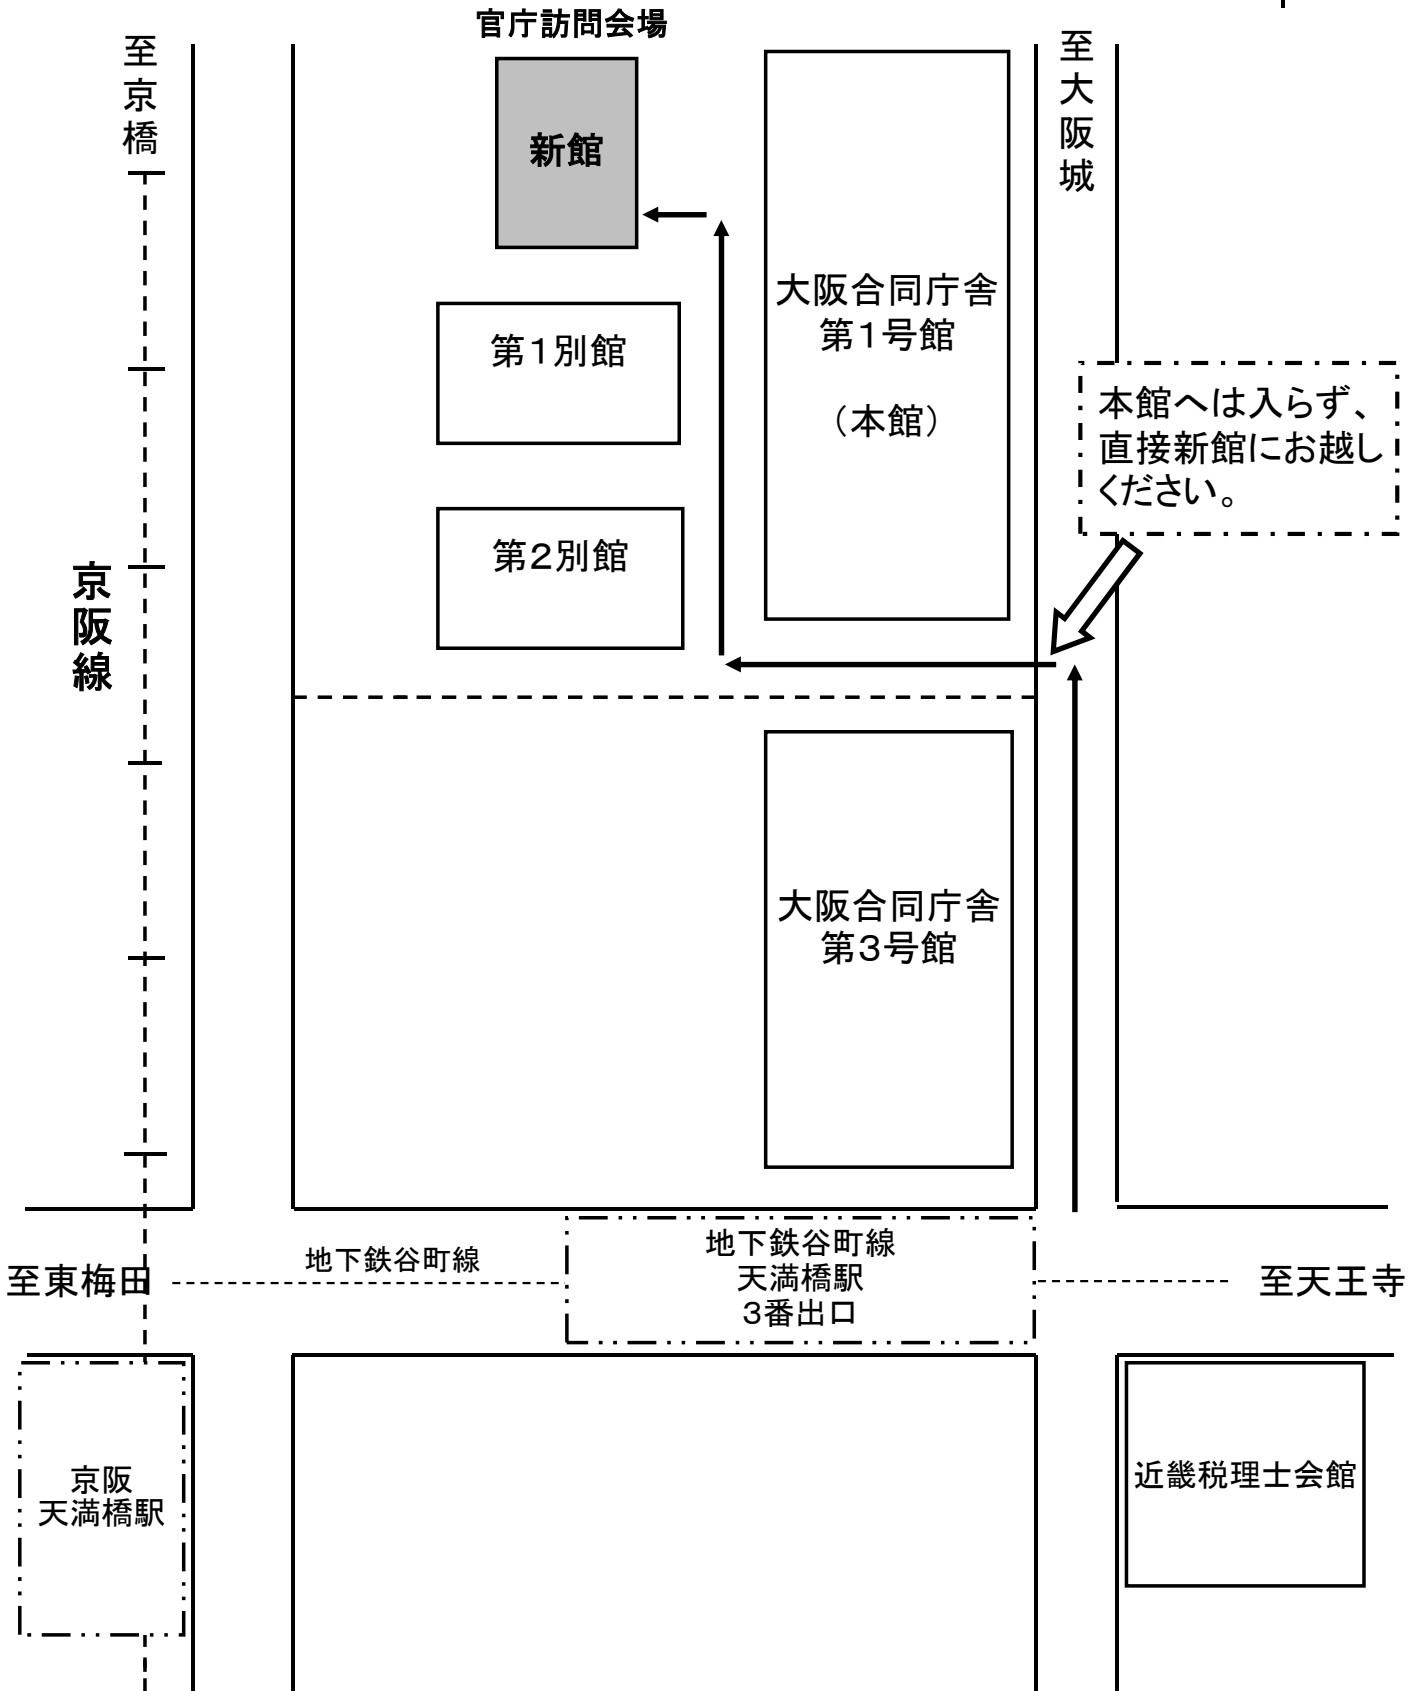 官庁訪問会場
至京橋
至大阪城
新館
大阪合同庁舎
第1号館
（本館）
第1別館
本館へは入らず、
直接新館にお越し
ください。
第2別館
京阪線
大阪合同庁舎
第3号館
地下鉄谷町線
地下鉄谷町線
天満橋駅
3番出口
至東梅田
至天王寺
京阪
天満橋駅
近畿税理士会館